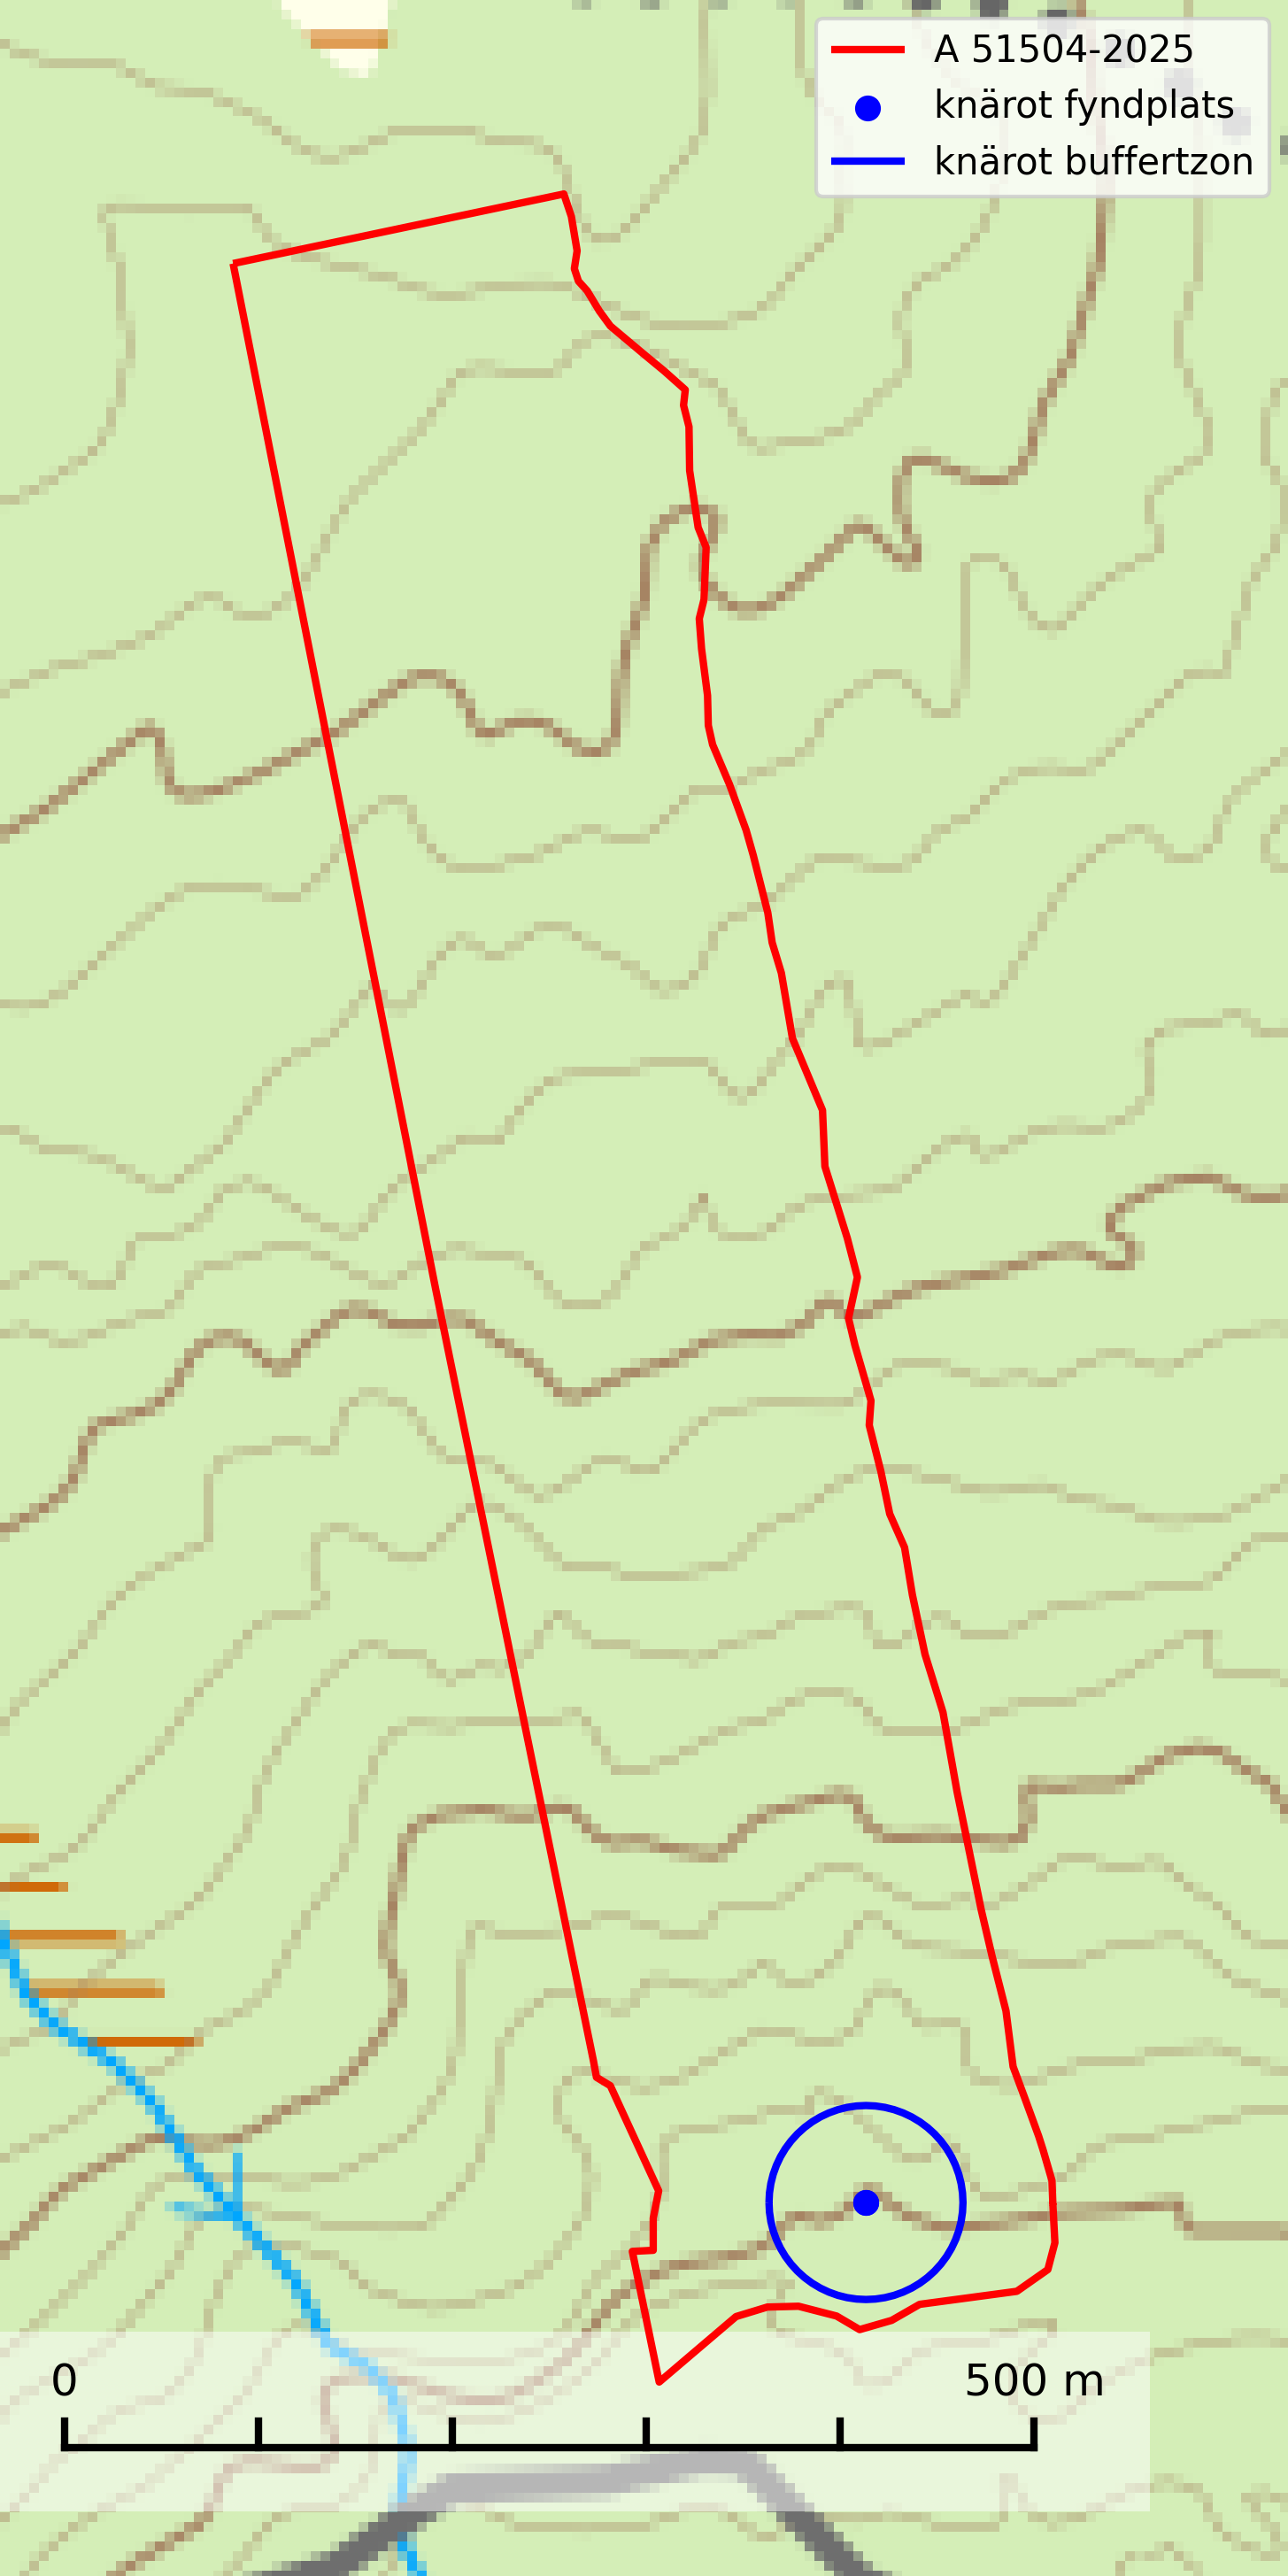 A 51504-2025
knärot fyndplats
knärot buffertzon
0
500 m